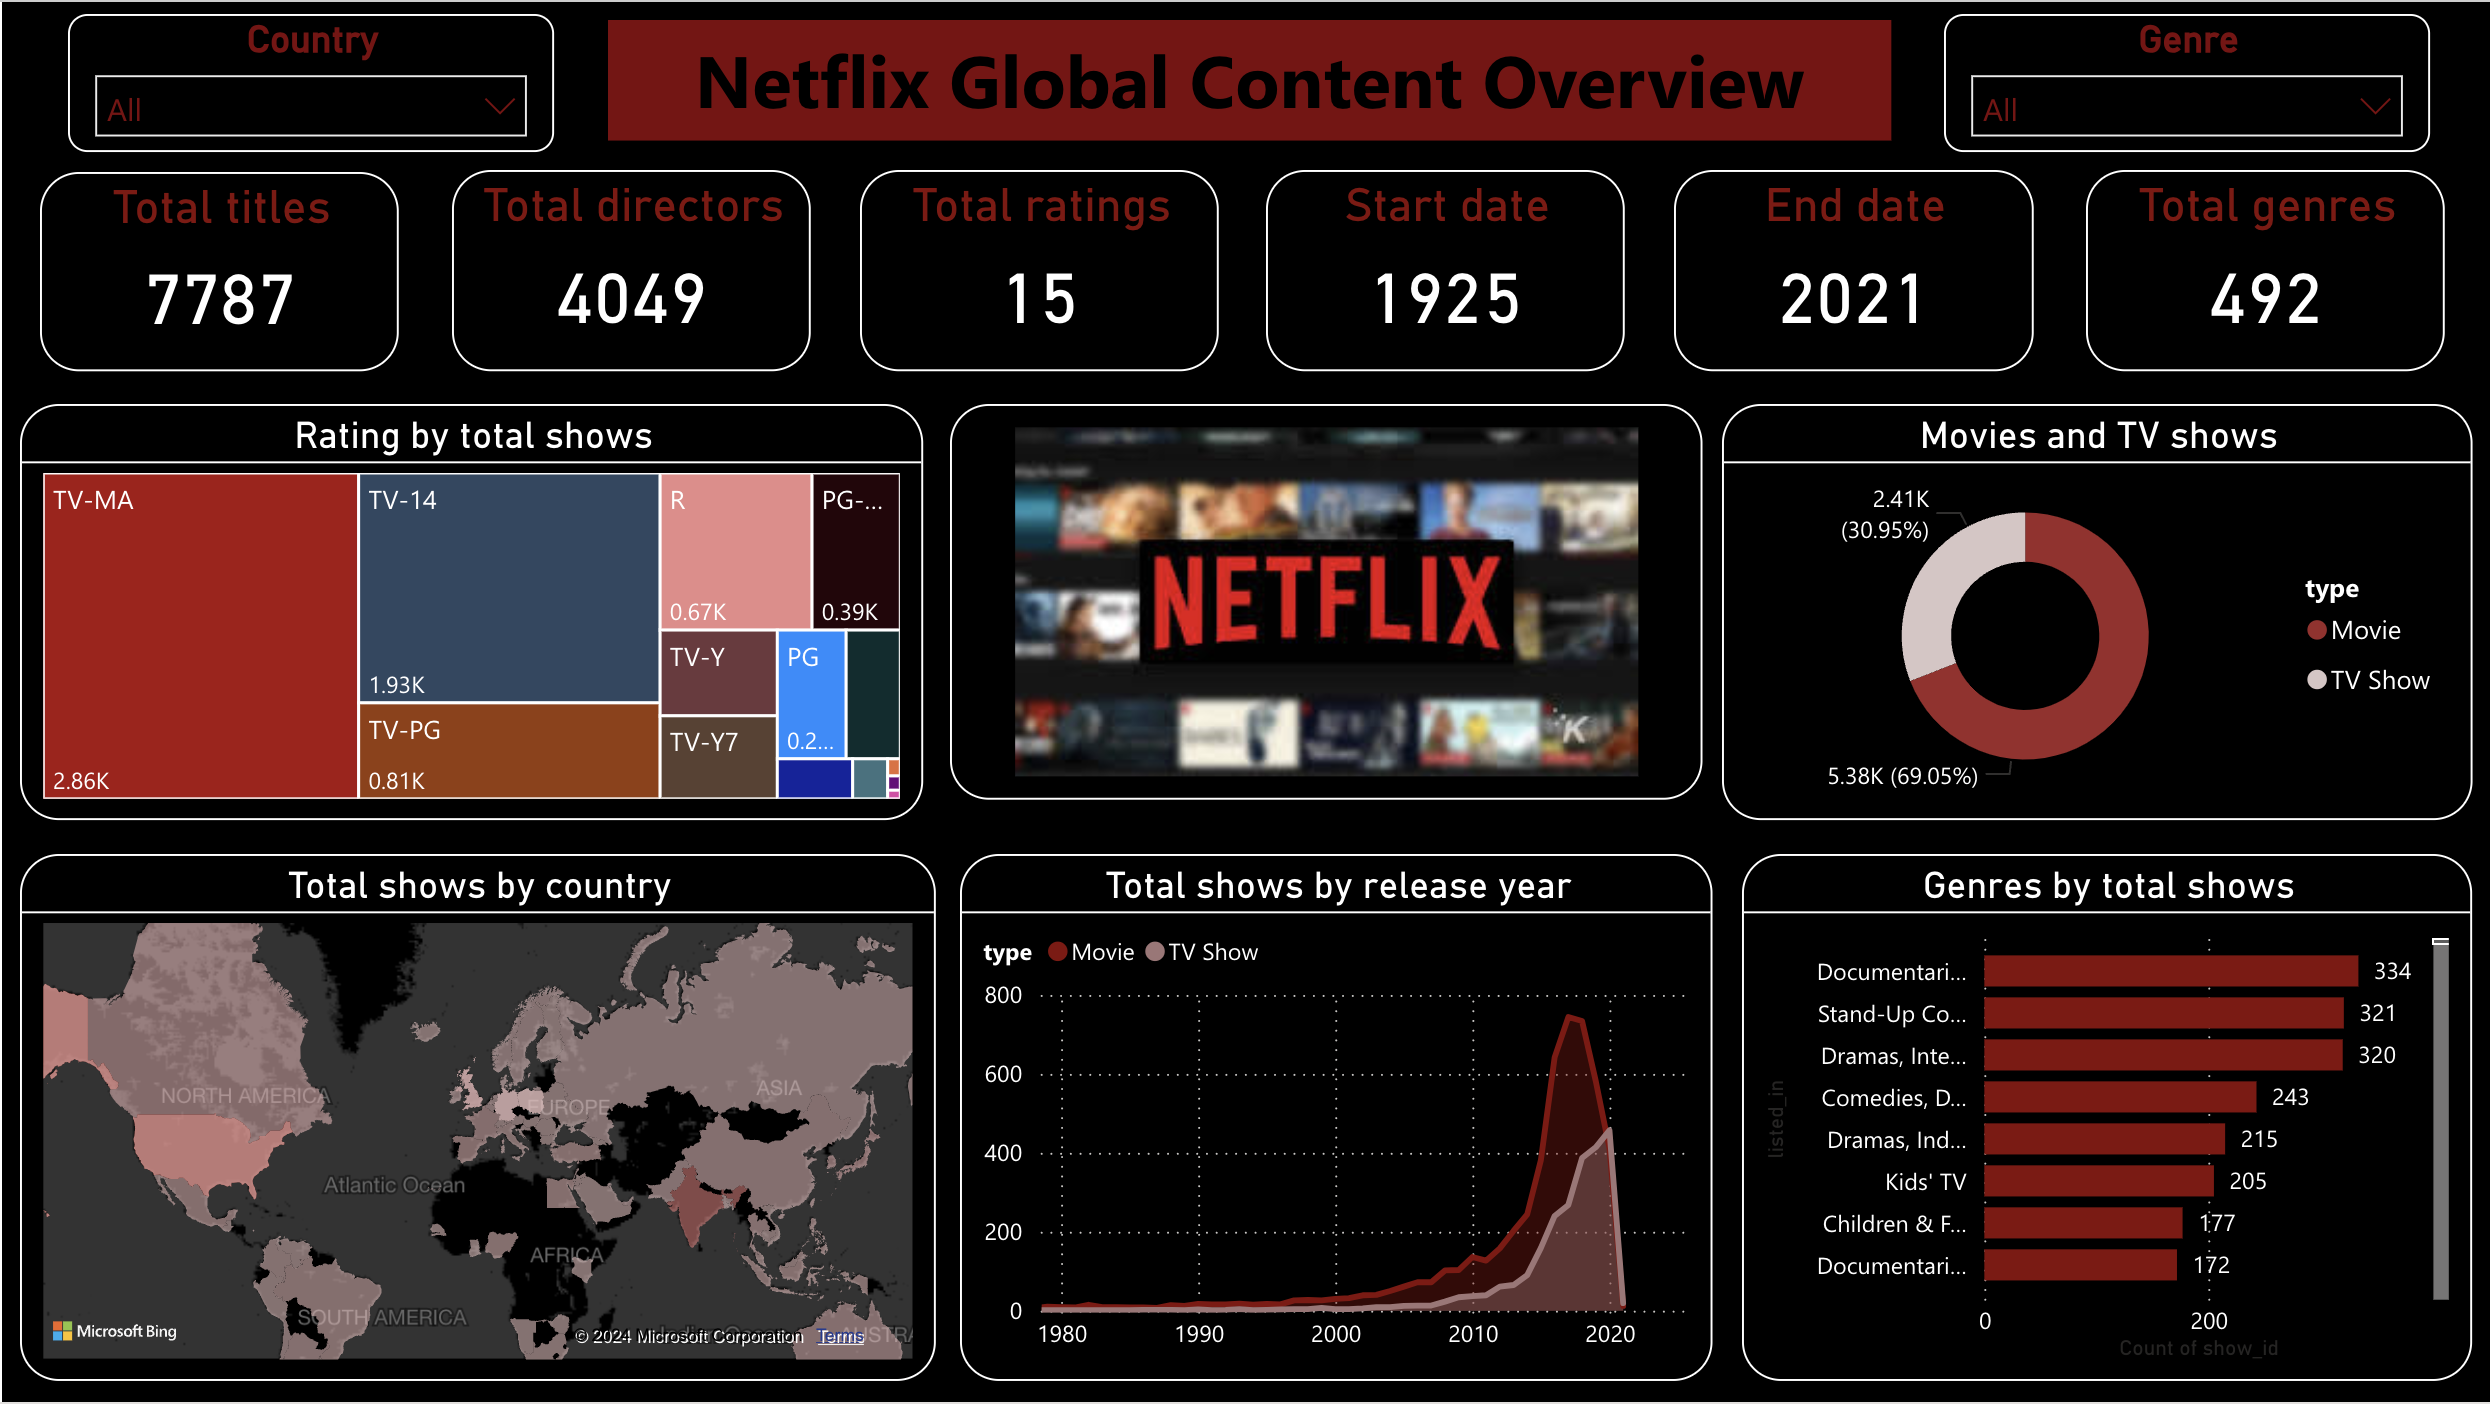 Country
All
Netflix Global Content Overview
Genre
All
Total titles
7787
Total directors
4049
Total ratings
15
Start date
1925
End date
2021
Total genres
492
Rating by total shows
TV-MA
2.86K
TV-14
1.93K
TV-PG
0.81K
R
0.67K
PG-...
0.39K
TV-Y
TV-Y7
PG
0.2...
NETFLIX
K
Movies and TV shows
2.41K
(30.95%)
5.38K (69.05%)
type
Movie
TV Show
Total shows by country
NORTH AMERICA
EUROPE
ASIA
Atlantic Ocean
AFRICA
SOUTH AMERICA
AUSTRA
Microsoft Bing
© 2024 Microsoft Corporation Terms
Total shows by release year
type Movie TV Show
800
600
400
200
0
1980 1990 2000 2010 2020
Genres by total shows
listed_in
Documentari... 334
Stand-Up Co... 321
Dramas, Inte... 320
Comedies, D... 243
Dramas, Ind... 215
Kids' TV 205
Children & F... 177
Documentari... 172
0 200
Count of show_id